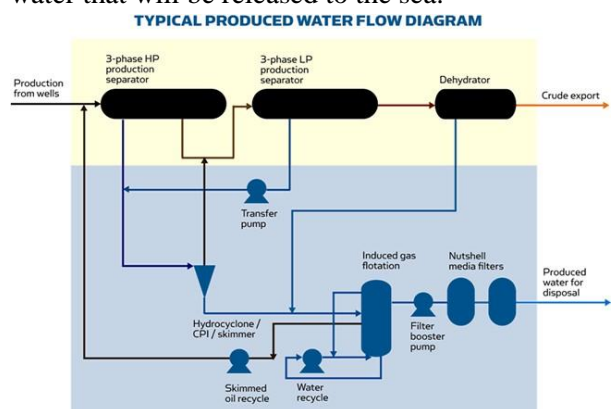 water that will be released to the sea.
TYPICAL PRODUCED WATER FLOW DIAGRAM
3-phase HP
production
separator
3-phase LP
production
separator
Dehydrator
Production
from wells
Crude export
Transfer
pump
Induced gas
flotation
Nutshell
media filters
Produced
water for
disposal
Hydrocyclone /
CPI / skimmer
Filter
booster
pump
Skimmed
oil recycle
Water
recycle